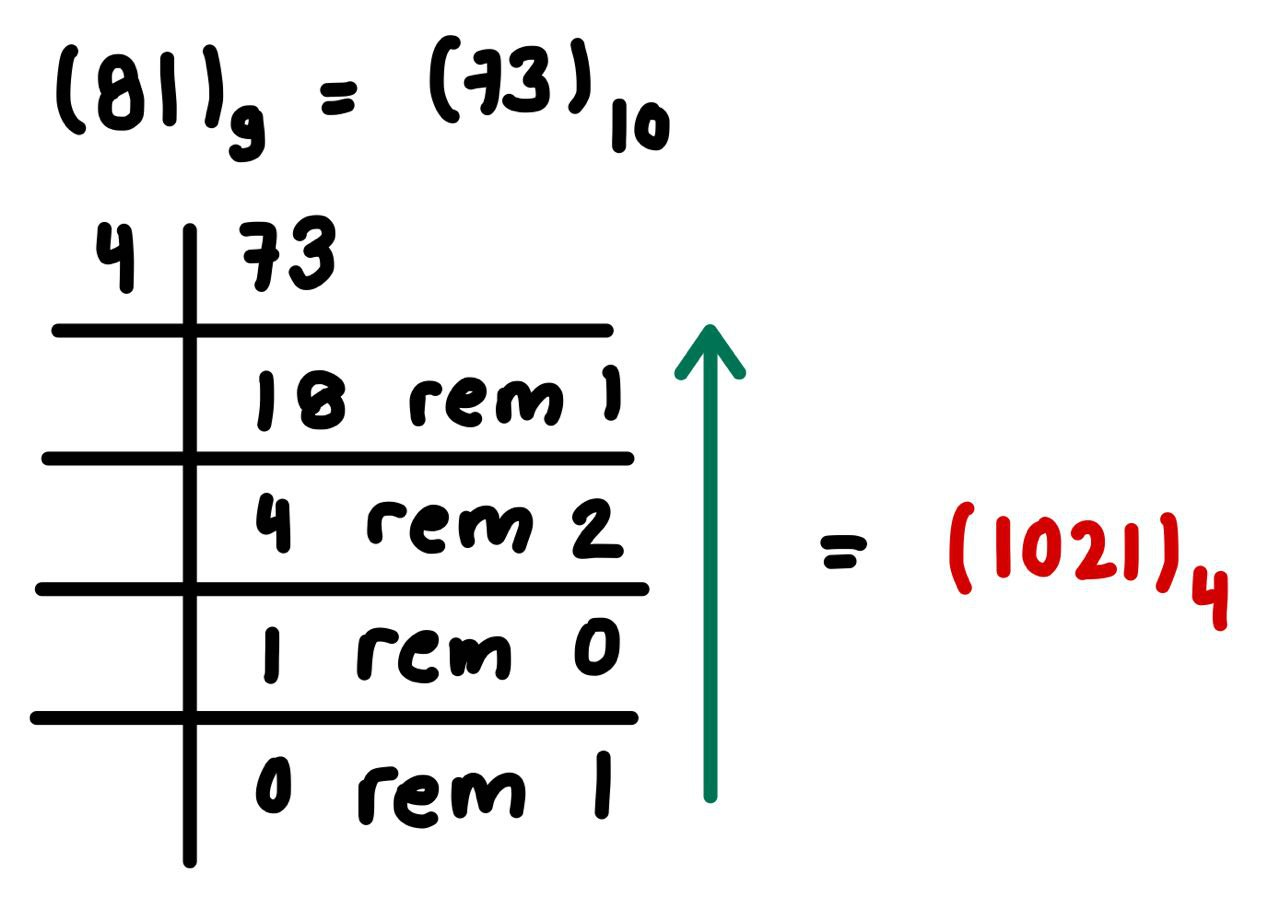 (81)₉ = (73)₁₀
4 | 73
18 rem 1
4 rem 2
1 rem 0
0 rem 1
= (1021)₄